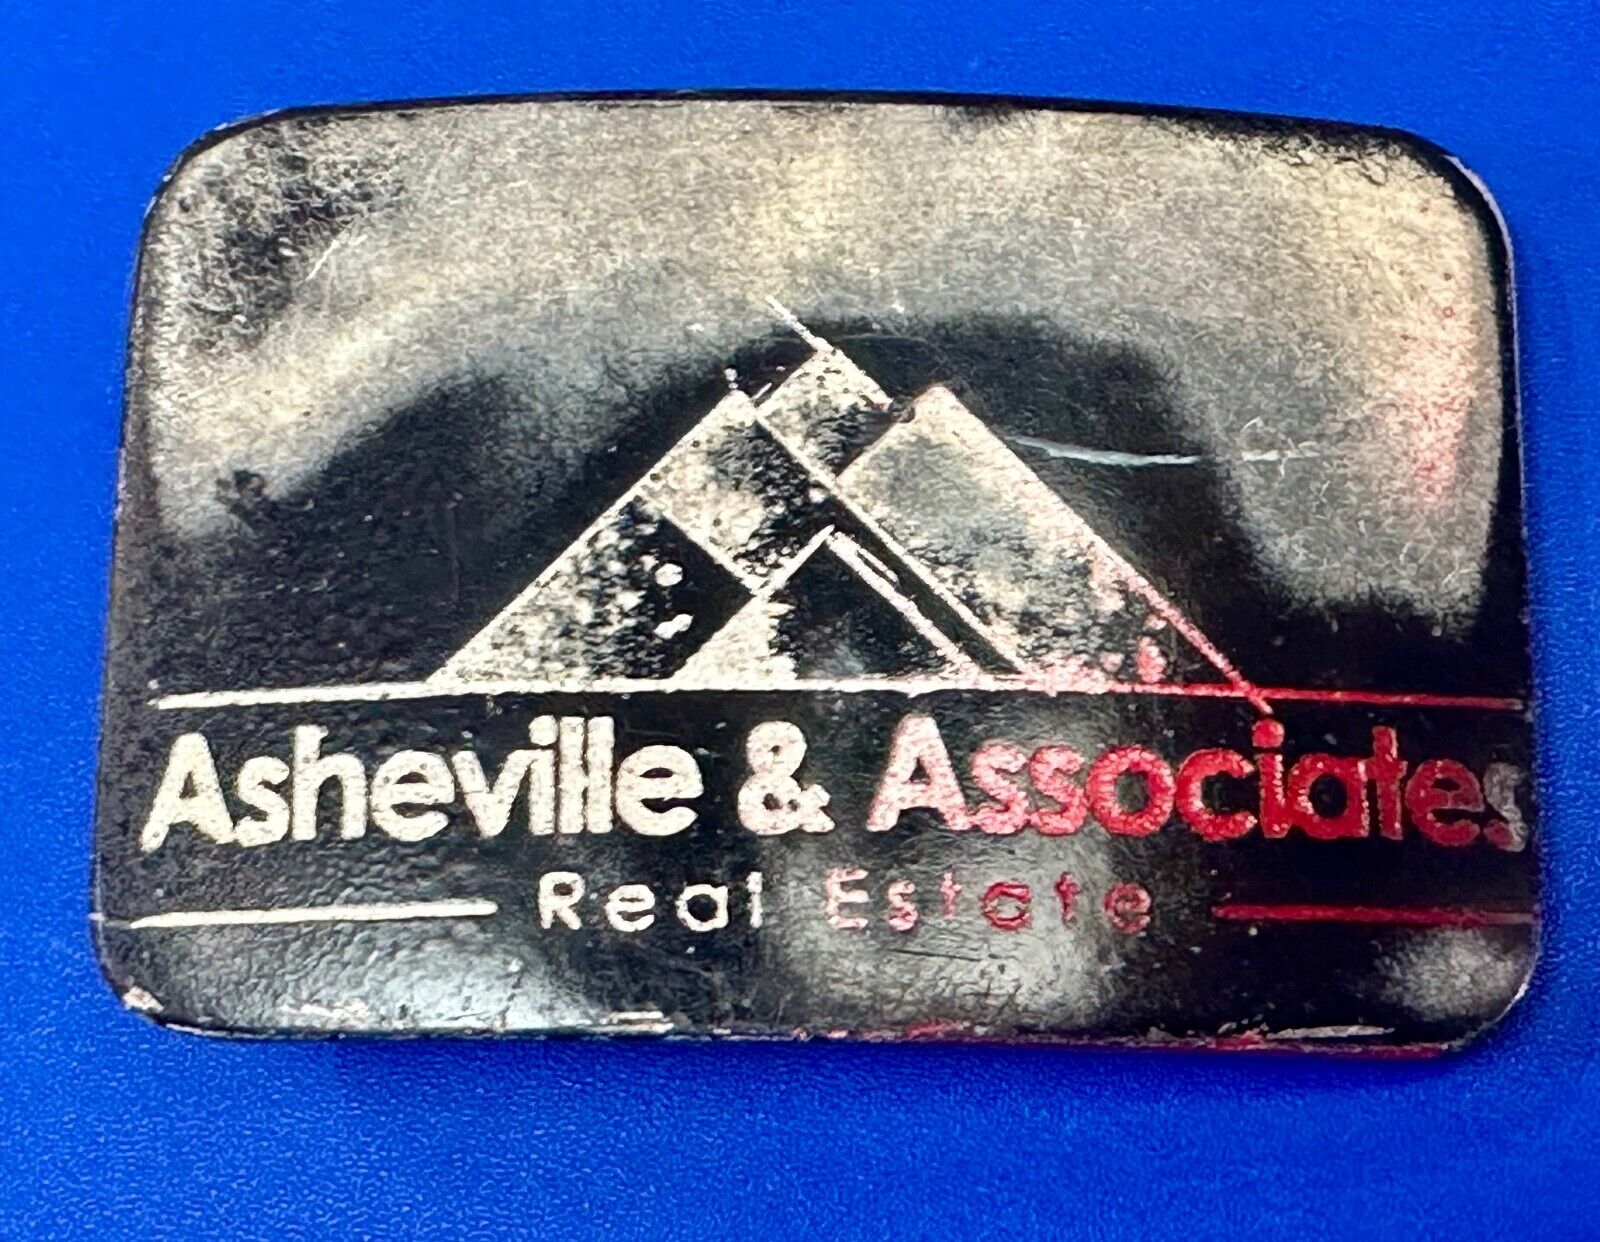 Asheville & Associates
Real Estate